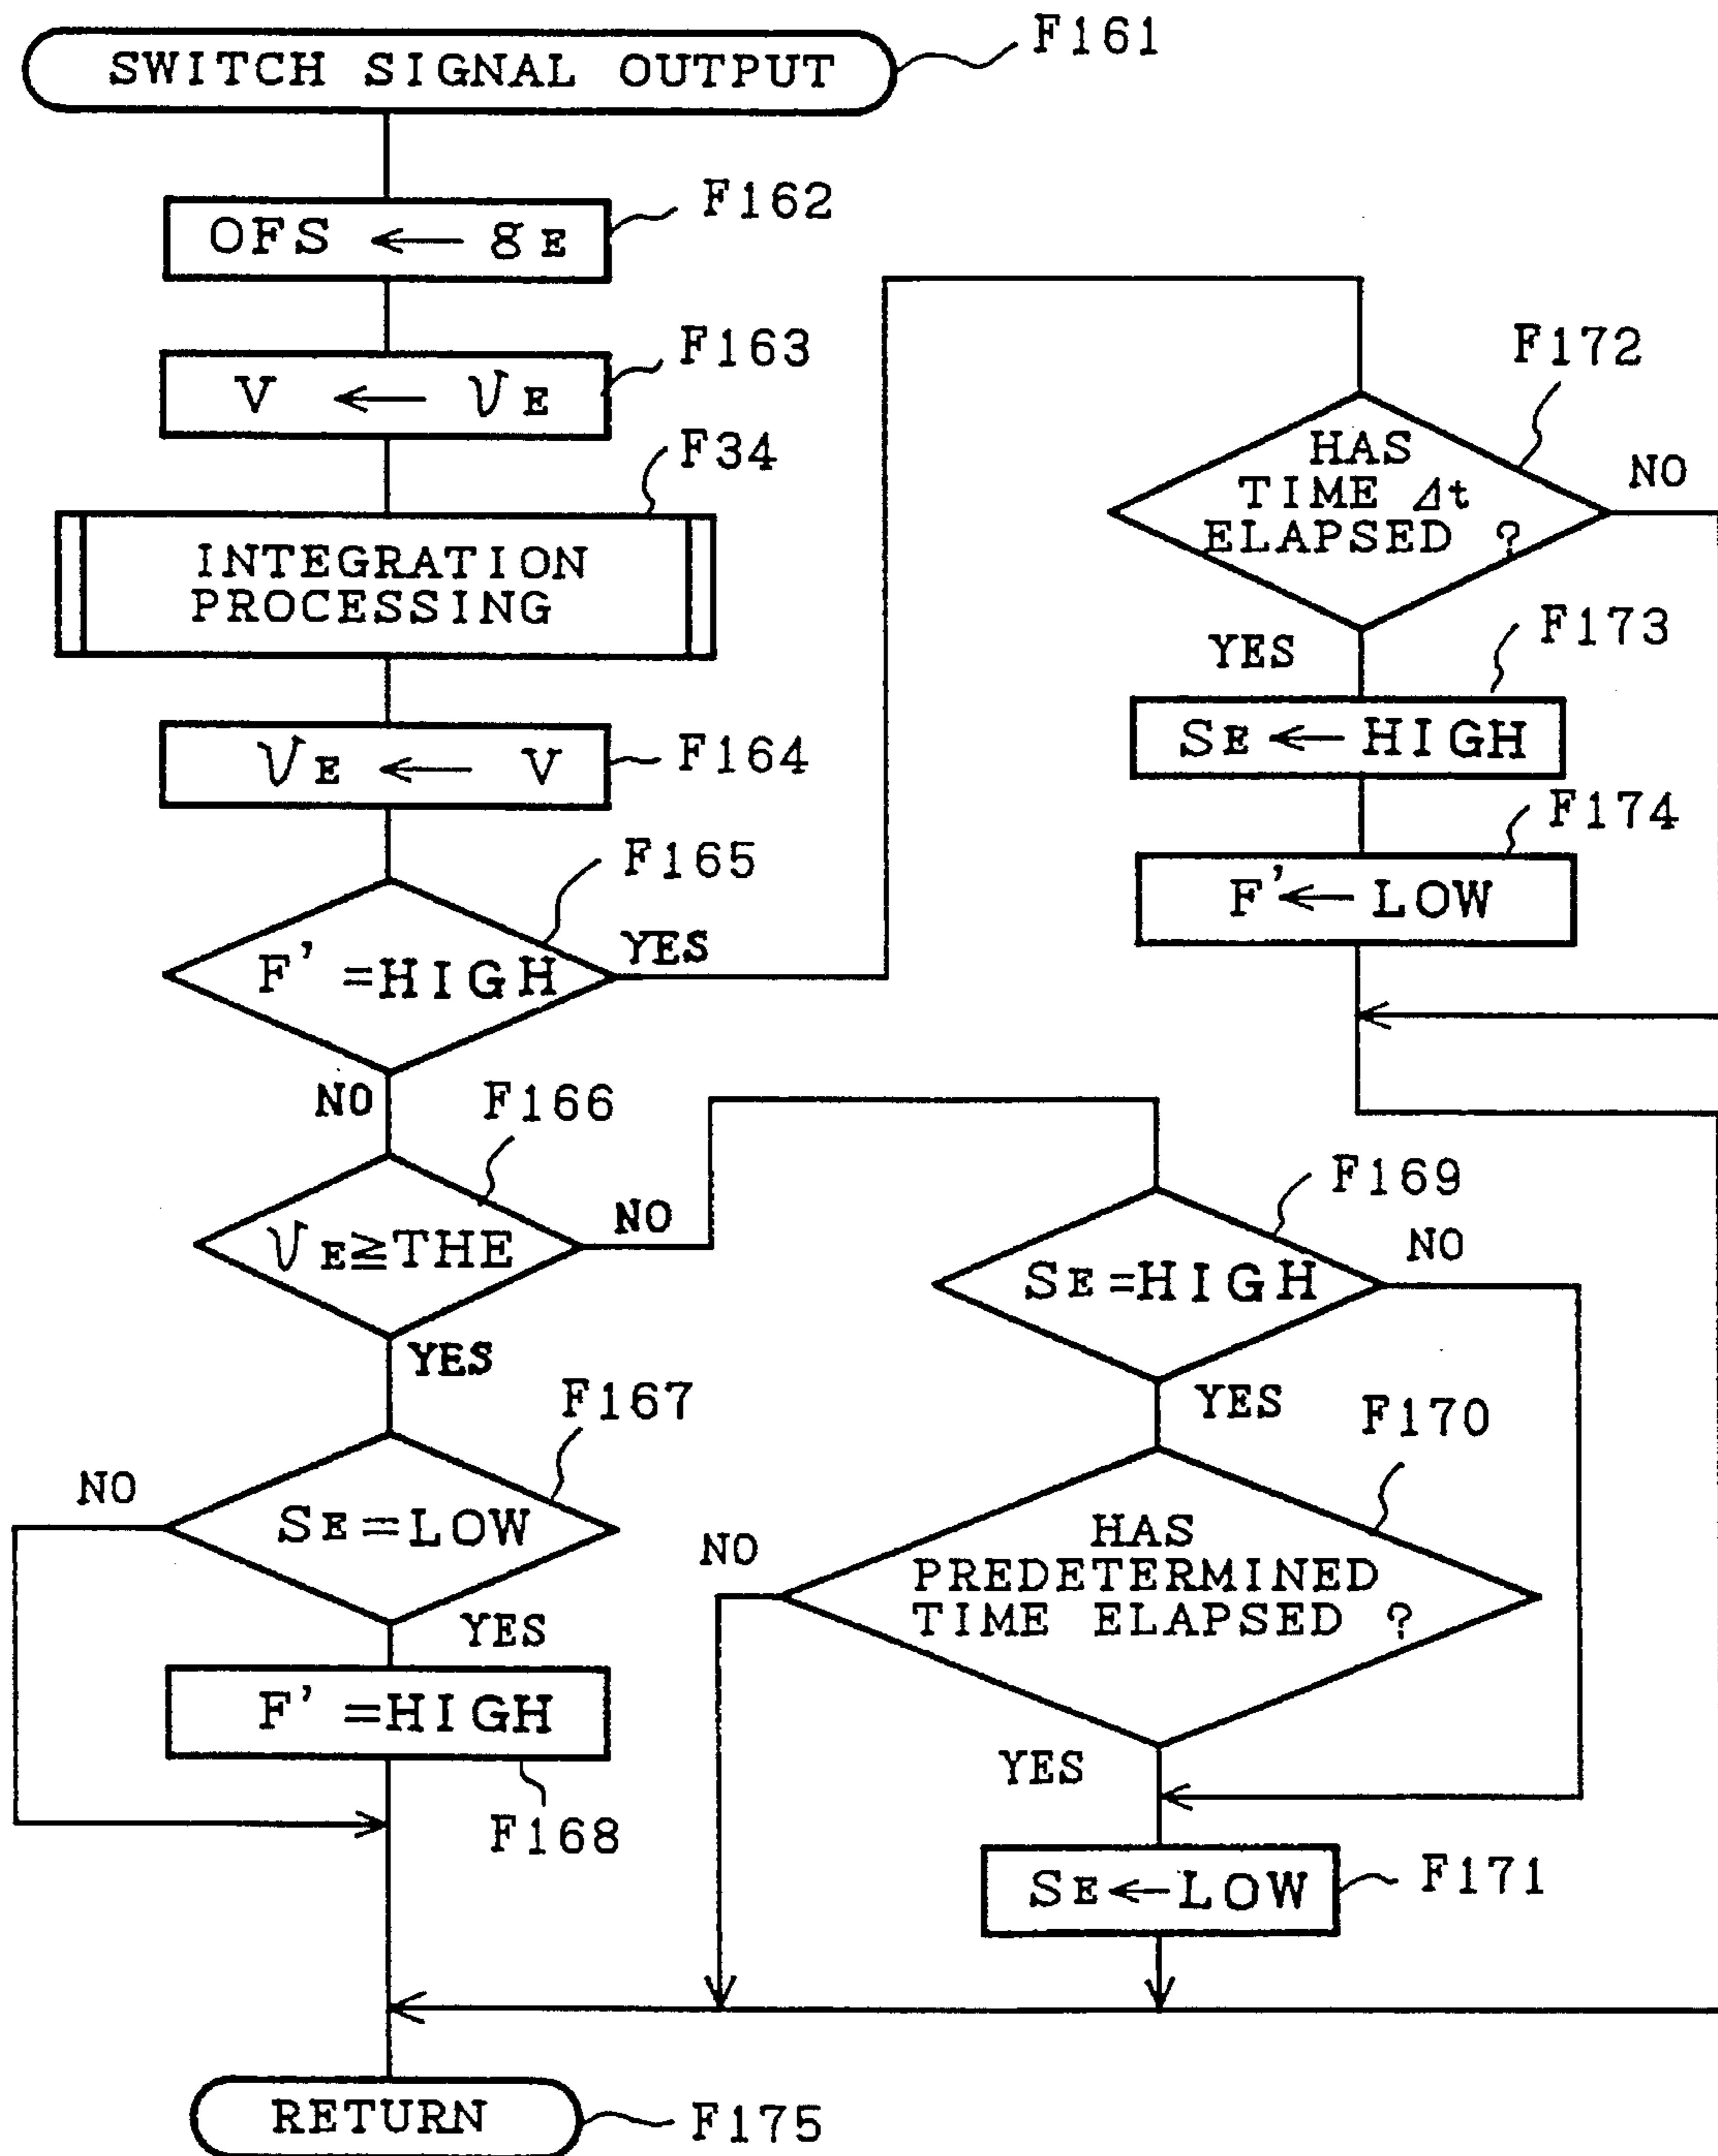 SWITCH SIGNAL OUTPUT
F161
OFS ← gE
F162
V ← VE
F163
F34
INTEGRATION
PROCESSING
VE ← V
F164
F165
F' =HIGH
YES
NO
F166
VE≧THE
NO
YES
F167
NO
SE=LOW
YES
F' =HIGH
F168
F172
HAS
TIME Δt
ELAPSED ?
NO
YES
F173
SE ← HIGH
F174
F' ← LOW
F169
SE=HIGH
NO
YES
F170
NO
HAS
PREDETERMINED
TIME ELAPSED ?
YES
SE ← LOW
F171
RETURN
F175